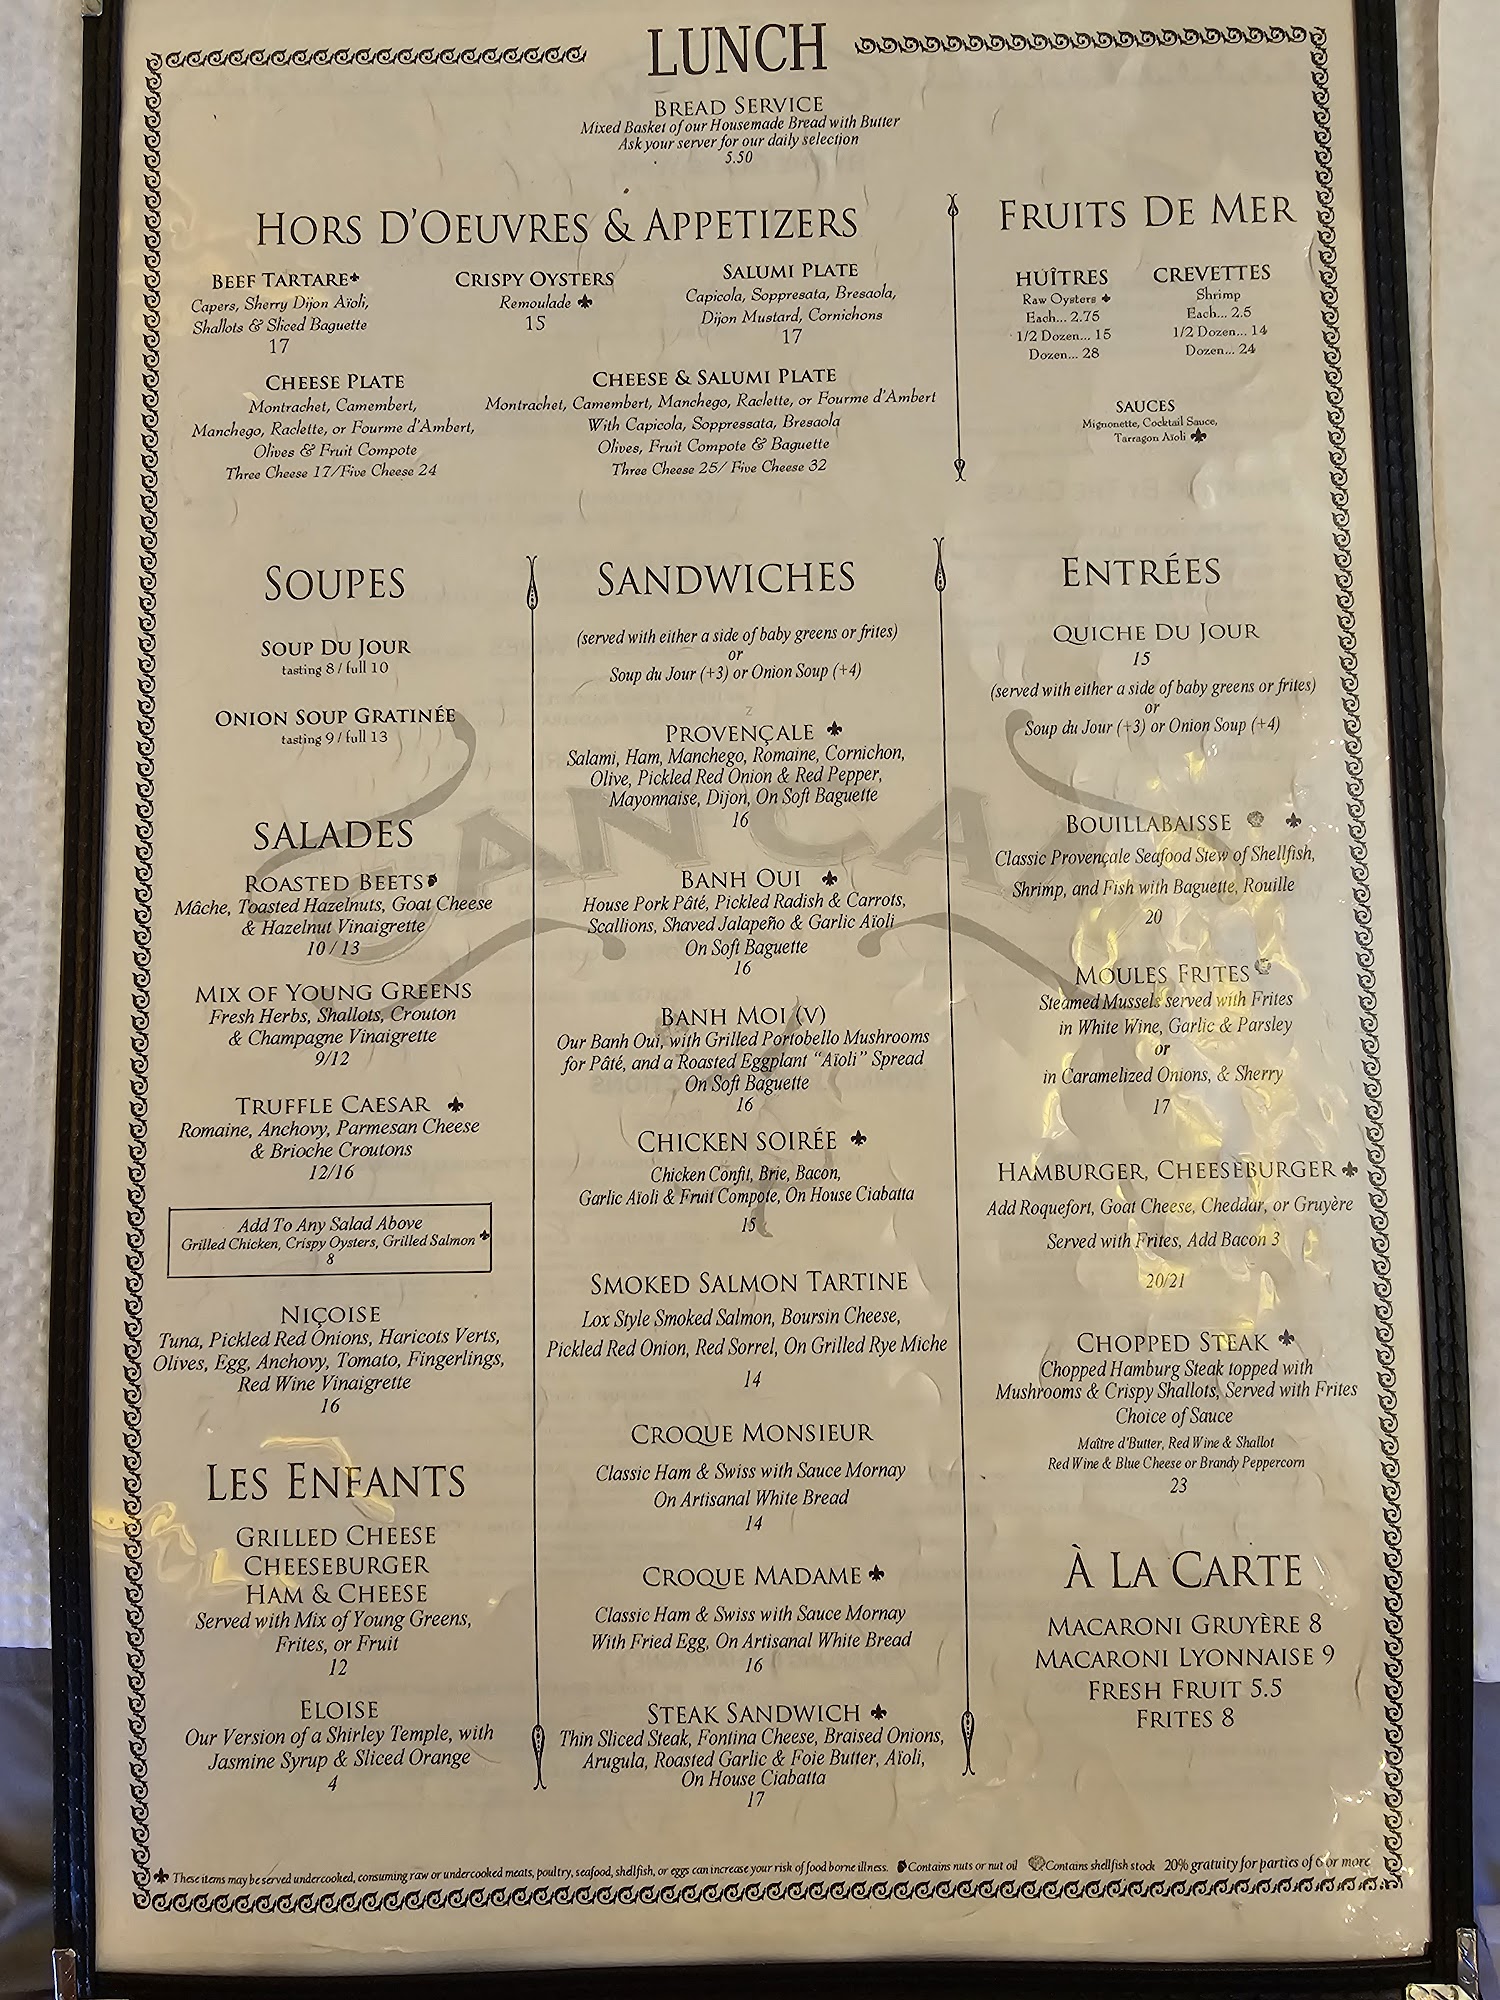 LUNCH
BREAD SERVICE
Mixed Basket of our Housemade Bread with Butter
Ask your server for our daily selection
5.50
HORS D'OEUVRES & APPETIZERS
BEEF TARTARE
Capers, Sherry Dijon Aïoli,
Shallots & Sliced Baguette
17
CRISPY OYSTERS
Remoulade
15
SALUMI PLATE
Capicola, Soppresata, Bresaola,
Dijon Mustard, Cornichons
17
CHEESE PLATE
Montrachet, Camembert,
Manchego, Raclette, or Fourme d'Ambert,
Olives & Fruit Compote
Three Cheese 17/Five Cheese 24
CHEESE & SALUMI PLATE
Montrachet, Camembert, Manchego, Raclette, or Fourme d'Ambert
With Capicola, Soppressata, Bresaola
Olives, Fruit Compote & Baguette
Three Cheese 25/ Five Cheese 32
FRUITS DE MER
HUÎTRES
Raw Oysters
Each... 2.75
1/2 Dozen... 15
Dozen... 28
CREVETTES
Shrimp
Each... 2.5
1/2 Dozen... 14
Dozen... 24
SAUCES
Mignonette, Cocktail Sauce,
Tarragon Aïoli
SOUPES
SOUP DU JOUR
tasting 8 / full 10
ONION SOUP GRATINÉE
tasting 9 / full 13
SALADES
ROASTED BEETS
Mâche, Toasted Hazelnuts, Goat Cheese
& Hazelnut Vinaigrette
10 / 13
MIX OF YOUNG GREENS
Fresh Herbs, Shallots, Crouton
& Champagne Vinaigrette
9/12
TRUFFLE CAESAR
Romaine, Anchovy, Parmesan Cheese
& Brioche Croutons
12/16
Add To Any Salad Above
Grilled Chicken, Crispy Oysters, Grilled Salmon
8
NIÇOISE
Tuna, Pickled Red Onions, Haricots Verts,
Olives, Egg, Anchovy, Tomato, Fingerlings,
Red Wine Vinaigrette
16
LES ENFANTS
GRILLED CHEESE
CHEESEBURGER
HAM & CHEESE
Served with Mix of Young Greens,
Frites, or Fruit
12
ELOISE
Our Version of a Shirley Temple, with
Jasmine Syrup & Sliced Orange
4
SANDWICHES
(served with either a side of baby greens or frites)
or
Soup du Jour (+3) or Onion Soup (+4)
PROVENÇALE
Salami, Ham, Manchego, Romaine, Cornichon,
Olive, Pickled Red Onion & Red Pepper,
Mayonnaise, Dijon, On Soft Baguette
16
BANH OUI
House Pork Pâté, Pickled Radish & Carrots,
Scallions, Shaved Jalapeño & Garlic Aïoli
On Soft Baguette
16
BANH MOI (V)
Our Banh Oui, with Grilled Portobello Mushrooms
for Pâté, and a Roasted Eggplant "Aïoli" Spread
On Soft Baguette
16
CHICKEN SOIRÉE
Chicken Confit, Brie, Bacon,
Garlic Aïoli & Fruit Compote, On House Ciabatta
15
SMOKED SALMON TARTINE
Lox Style Smoked Salmon, Boursin Cheese,
Pickled Red Onion, Red Sorrel, On Grilled Rye Miche
14
CROQUE MONSIEUR
Classic Ham & Swiss with Sauce Mornay
On Artisanal White Bread
14
CROQUE MADAME
Classic Ham & Swiss with Sauce Mornay
With Fried Egg, On Artisanal White Bread
16
STEAK SANDWICH
Thin Sliced Steak, Fontina Cheese, Braised Onions,
Arugula, Roasted Garlic & Foie Butter, Aïoli,
On House Ciabatta
17
ENTRÉES
QUICHE DU JOUR
15
(served with either a side of baby greens or frites)
or
Soup du Jour (+3) or Onion Soup (+4)
BOUILLABAISSE
Classic Provençale Seafood Stew of Shellfish,
Shrimp, and Fish with Baguette, Rouille
20
MOULES FRITES
Steamed Mussels served with Frites
in White Wine, Garlic & Parsley
or
in Caramelized Onions, & Sherry
17
HAMBURGER, CHEESEBURGER
Add Roquefort, Goat Cheese, Cheddar, or Gruyère
Served with Frites, Add Bacon 3
20/21
CHOPPED STEAK
Chopped Hamburg Steak topped with
Mushrooms & Crispy Shallots, Served with Frites
Choice of Sauce
Maître d'Butter, Red Wine & Shallot
Red Wine & Blue Cheese or Brandy Peppercorn
23
À LA CARTE
MACARONI GRUYÈRE 8
MACARONI LYONNAISE 9
FRESH FRUIT 5.5
FRITES 8
These items may be served undercooked, consuming raw or undercooked meats, poultry, seafood, shellfish, or eggs can increase your risk of food borne illness. Contains nuts or nut oil Contains shellfish stock 20% gratuity for parties of 6 or more